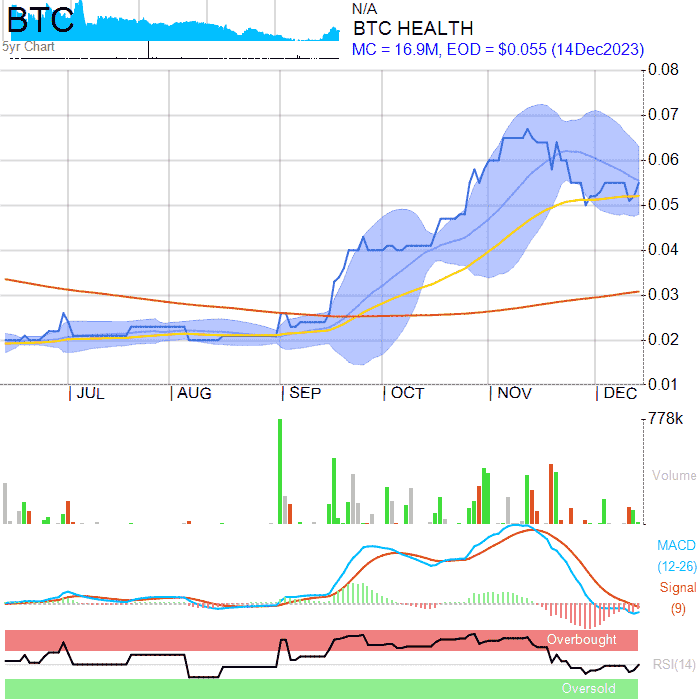 BTC
5yr Chart
N/A
BTC HEALTH
MC = 16.9M, EOD = $0.055 (14Dec2023)
0.08
0.07
0.06
0.05
0.04
0.03
0.02
0.01
JUL AUG SEP OCT NOV DEC
778k
Volume
MACD
(12-26)
Signal
(9)
Overbought
RSI(14)
Oversold